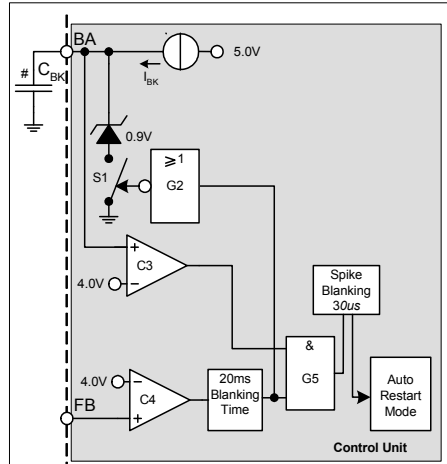 BA
# C_BK
5.0V
I_BK
0.9V
≥1
S1
G2
C3
4.0V
Spike
Blanking
30us
&
G5
4.0V
C4
20ms
Blanking
Time
Auto
Restart
Mode
FB
Control Unit